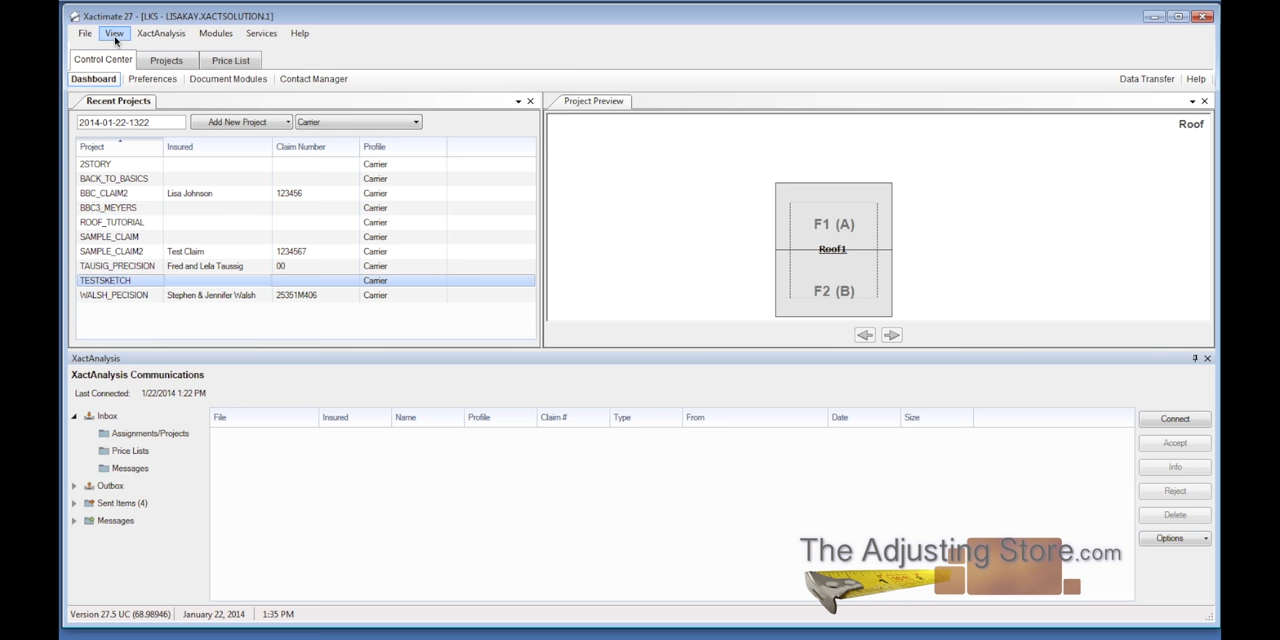 Xactimate 27 - [LKS - LISAKAY.XACTSOLUTION.1]
File View XactAnalysis Modules Services Help
Control Center Projects Price List
Dashboard Preferences Document Modules Contact Manager Data Transfer Help
Recent Projects
2014-01-22-1322 Add New Project Carrier
Project Insured Claim Number Profile
2STORY Carrier
BACK_TO_BASICS Carrier
BBC_CLAIM2 Lisa Johnson 123456 Carrier
BBC3_MEYERS Carrier
ROOF_TUTORIAL Carrier
SAMPLE_CLAIM Carrier
SAMPLE_CLAIM2 Test Claim 1234567 Carrier
TAUSIG_PRECISION Fred and Lela Taussig 00 Carrier
TESTSKETCH Carrier
WALSH_PECISION Stephen & Jennifer Walsh 25351M406 Carrier
Project Preview
Roof
F1 (A)
Roof1
F2 (B)
XactAnalysis
XactAnalysis Communications
Last Connected: 1/22/2014 1:22 PM
Inbox
Assignments/Projects
Price Lists
Messages
Outbox
Sent Items (4)
Messages
File Insured Name Profile Claim # Type From Date Size
Connect
Accept
Info
Reject
Delete
Options
The Adjusting Store.com
Version 27.5 UC (68.98946) January 22, 2014 1:35 PM